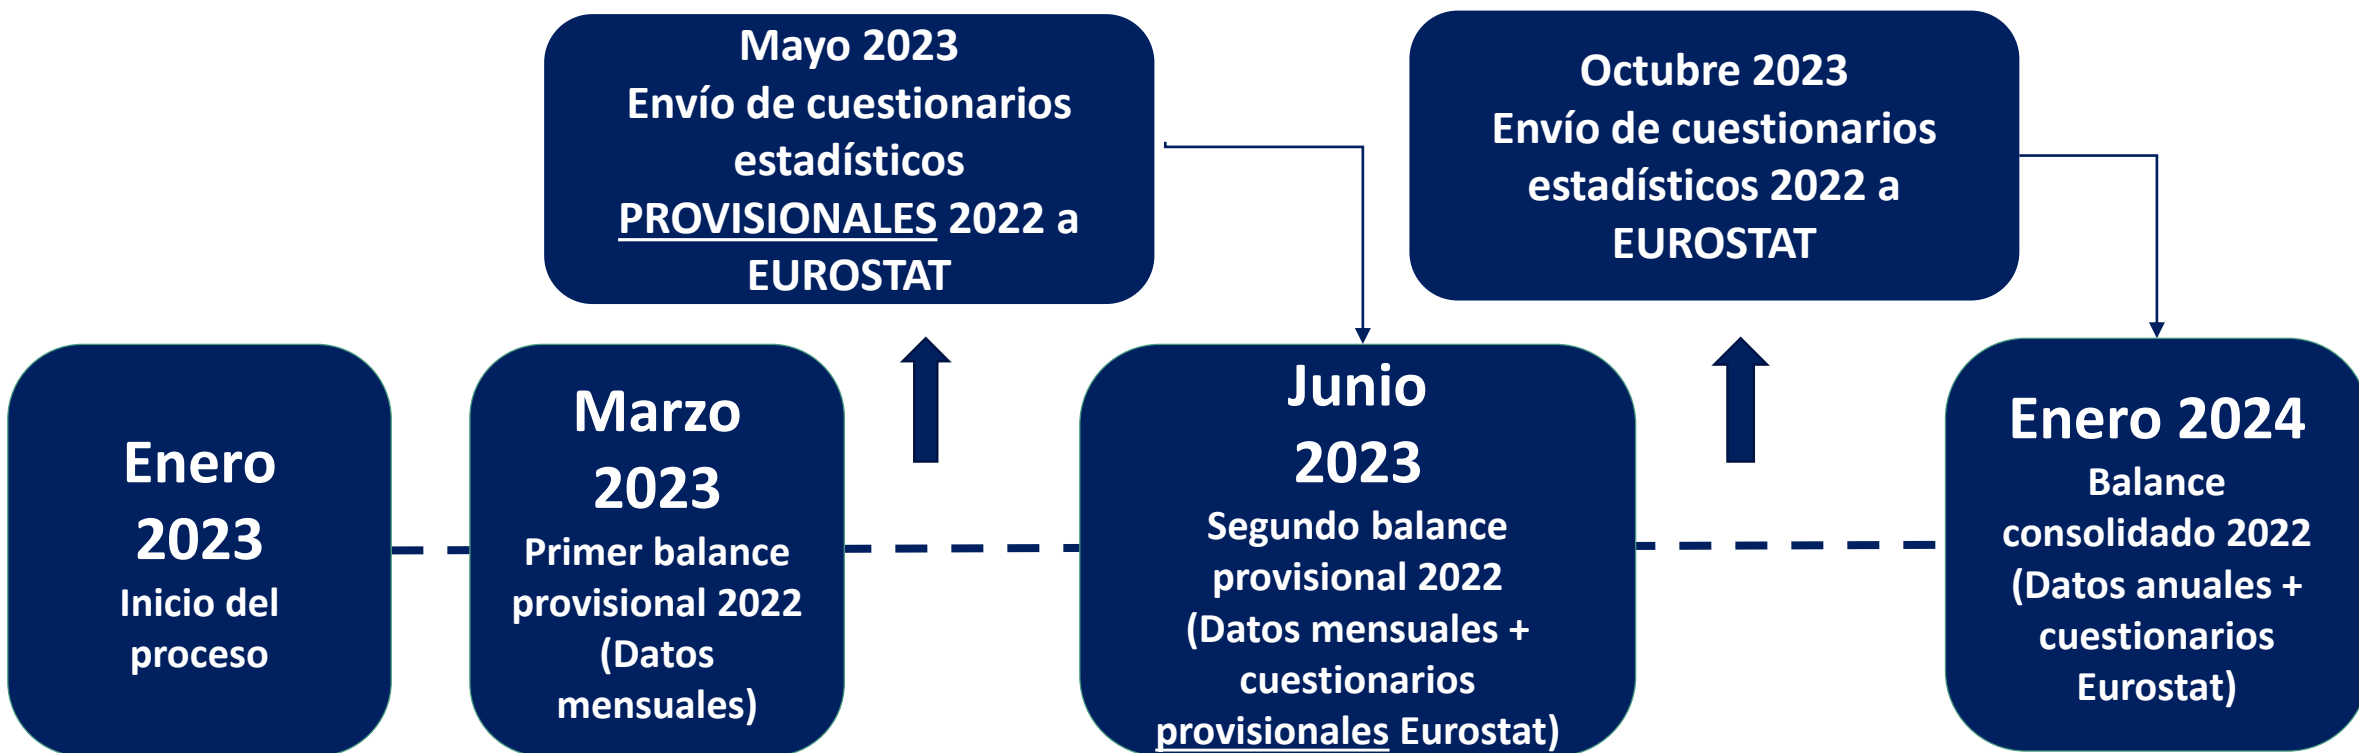 Mayo 2023
Envío de cuestionarios
estadísticos
PROVISIONALES 2022 a
EUROSTAT
Octubre 2023
Envío de cuestionarios
estadísticos 2022 a
EUROSTAT
Enero
2023
Inicio del
proceso
Marzo
2023
Primer balance
provisional 2022
(Datos
mensuales)
Junio
2023
Segundo balance
provisional 2022
(Datos mensuales +
cuestionarios
provisionales Eurostat)
Enero 2024
Balance
consolidado 2022
(Datos anuales +
cuestionarios
Eurostat)